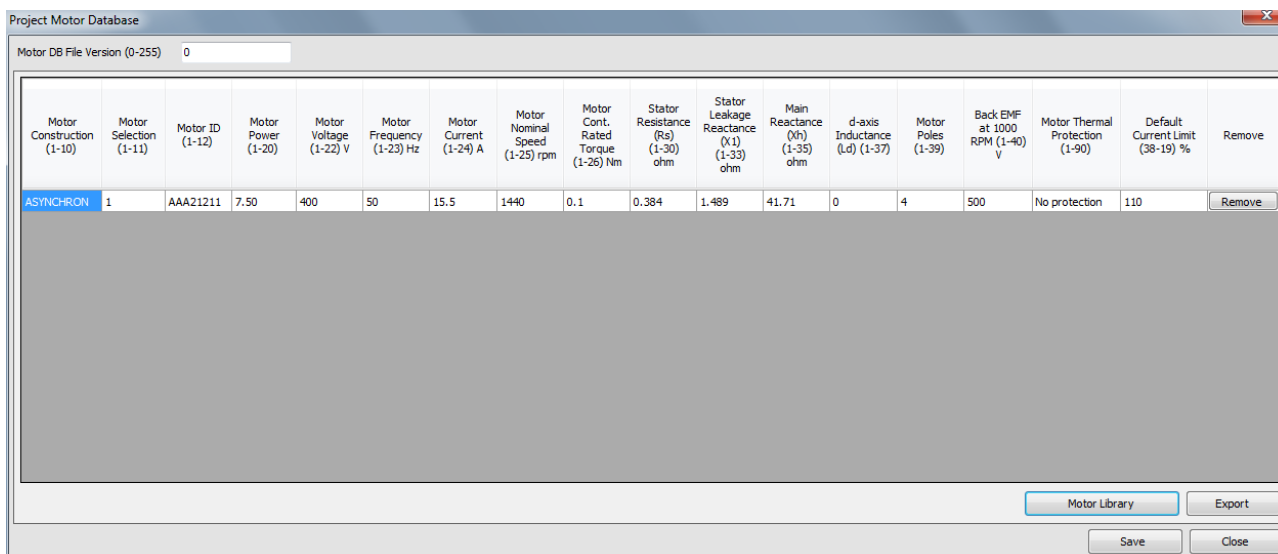 Project Motor Database
x
Motor DB File Version (0-255) 0
Motor Construction (1-10)
Motor Selection (1-11)
Motor ID (1-12)
Motor Power (1-20)
Motor Voltage (1-22) V
Motor Frequency (1-23) Hz
Motor Current (1-24) A
Motor Nominal Speed (1-25) rpm
Motor Cont. Rated Torque (1-26) Nm
Stator Resistance (Rs) (1-30) ohm
Stator Leakage Reactance (X1) (1-33) ohm
Main Reactance (Xh) (1-35) ohm
d-axis Inductance (Ld) (1-37)
Motor Poles (1-39)
Back EMF at 1000 RPM (1-40) V
Motor Thermal Protection (1-90)
Default Current Limit (38-19) %
Remove
ASYNCHRON 1 AAA21211 7.50 400 50 15.5 1440 0.1 0.384 1.489 41.71 0 4 500 No protection 110 Remove
Motor Library Export
Save Close